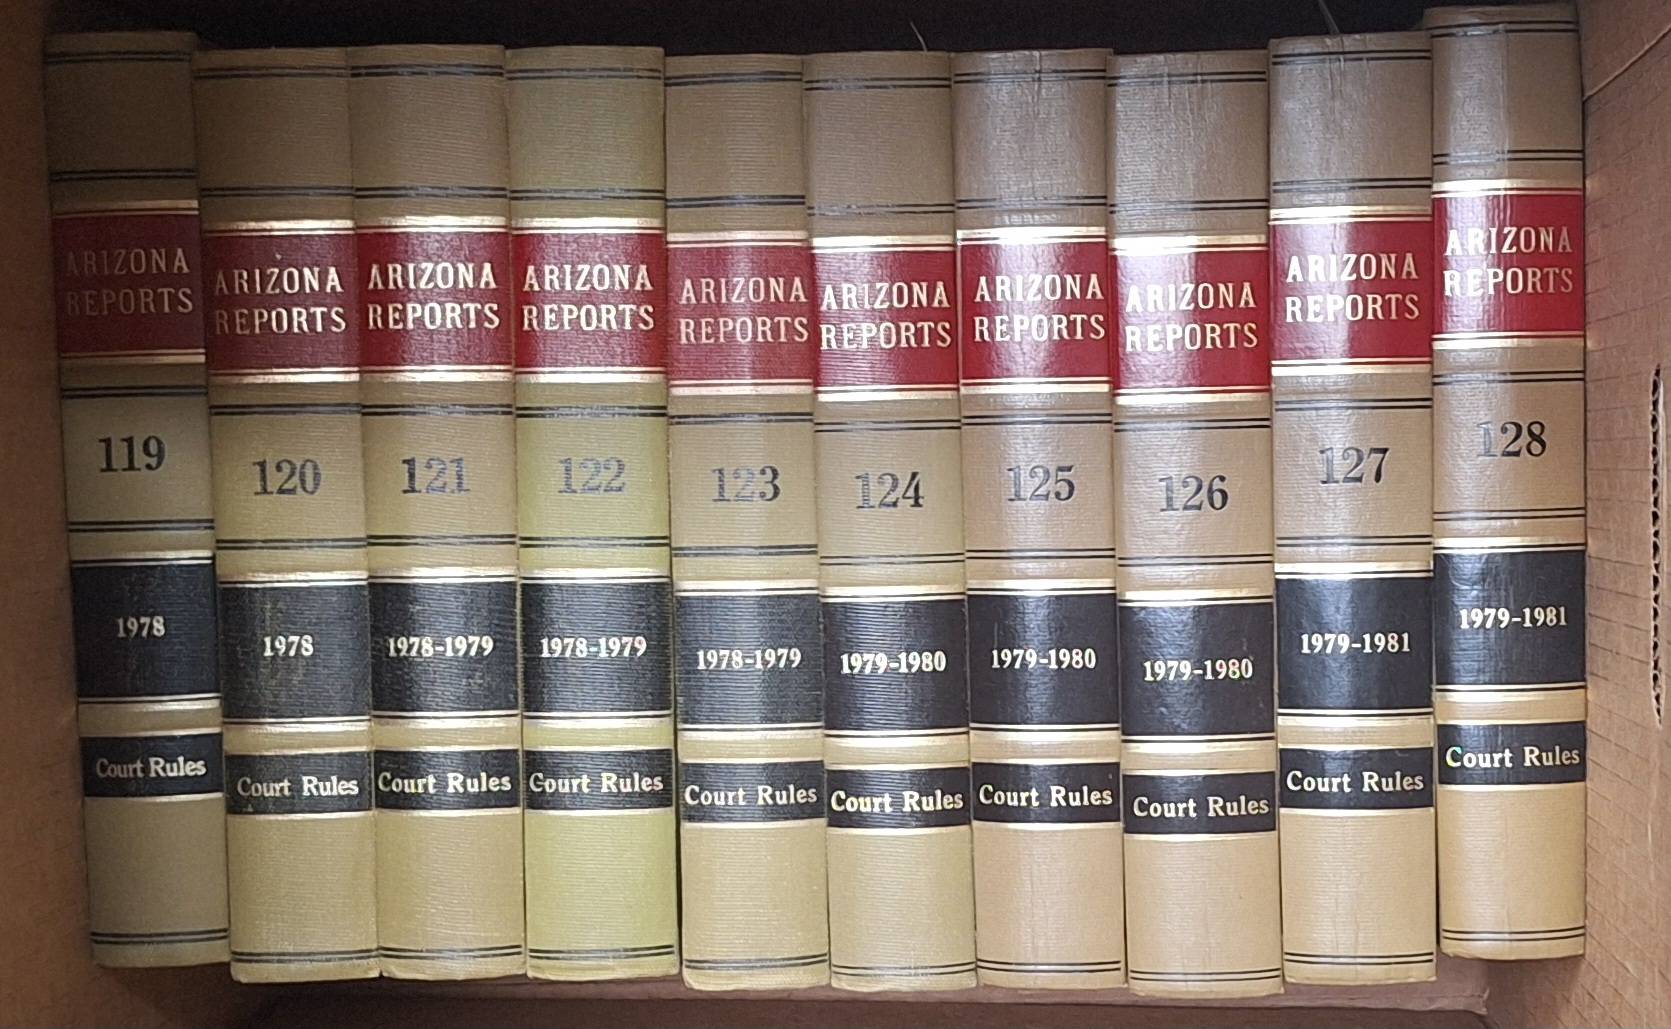 ARIZONA
REPORTS
119
1978
Court Rules
ARIZONA
REPORTS
120
1978
Court Rules
ARIZONA
REPORTS
121
1978-1979
Court Rules
ARIZONA
REPORTS
122
1978-1979
Court Rules
ARIZONA
REPORTS
123
1978-1979
Court Rules
ARIZONA
REPORTS
124
1979-1980
Court Rules
ARIZONA
REPORTS
125
1979-1980
Court Rules
ARIZONA
REPORTS
126
1979-1980
Court Rules
ARIZONA
REPORTS
127
1979-1981
Court Rules
ARIZONA
REPORTS
128
1979-1981
Court Rules